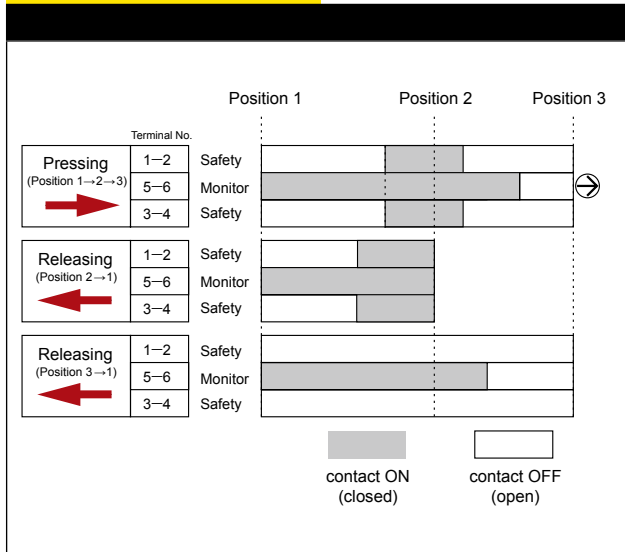 Position 1 Position 2 Position 3
Terminal No.
Pressing
(Position 1→2→3)
1—2 Safety
5—6 Monitor
3—4 Safety
Releasing
(Position 2→1)
1—2 Safety
5—6 Monitor
3—4 Safety
Releasing
(Position 3→1)
1—2 Safety
5—6 Monitor
3—4 Safety
contact ON
(closed)
contact OFF
(open)